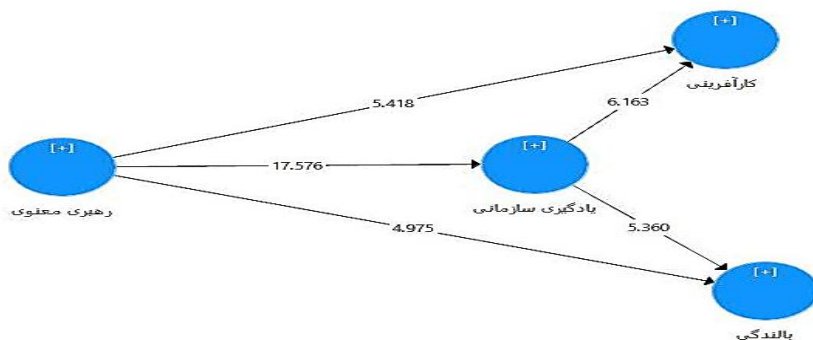 [+]
کارآفرینی
5.418
6.163
[+]
[+]
17.576
رهبری معنوی
یادگیری سازمانی
4.975
5.360
[+]
بالندگی